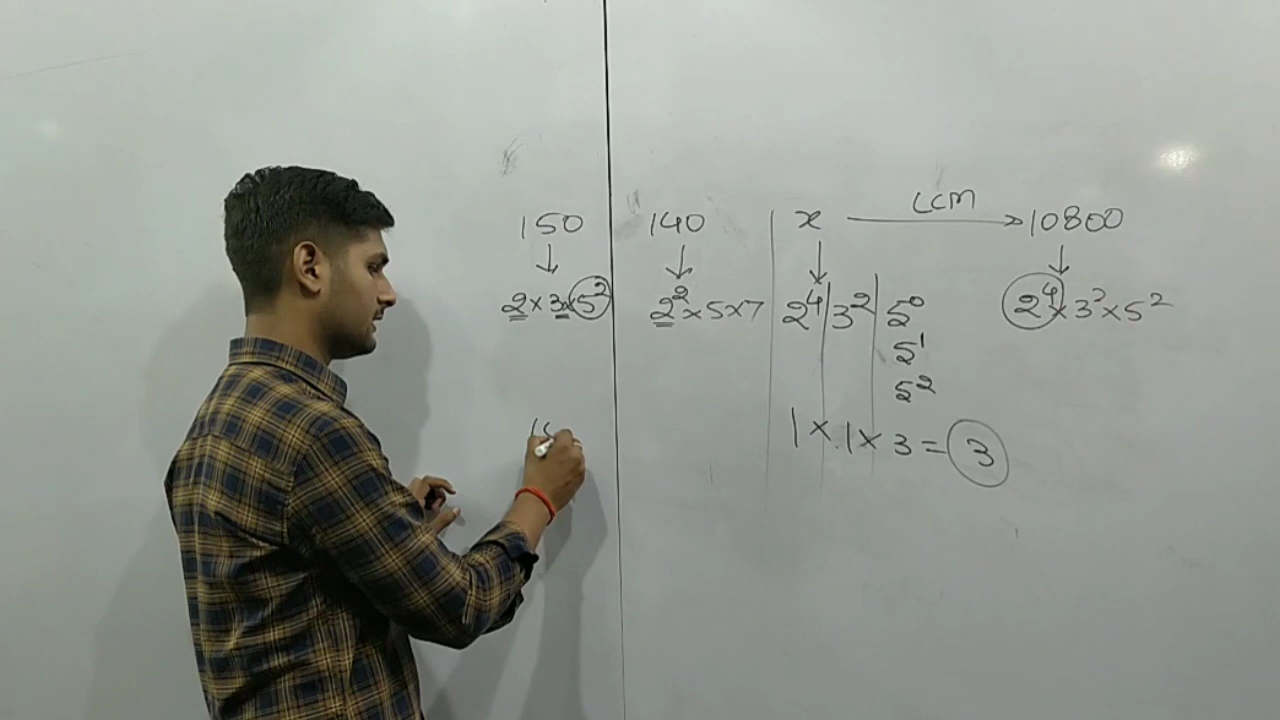 150 140 x LCM 10800
2 × 3 × 5² 2² × 5 × 7 2⁴ 3² 5⁰ 2⁴ × 3³ × 5²
5¹
5²
1 × 1 × 3 = 3